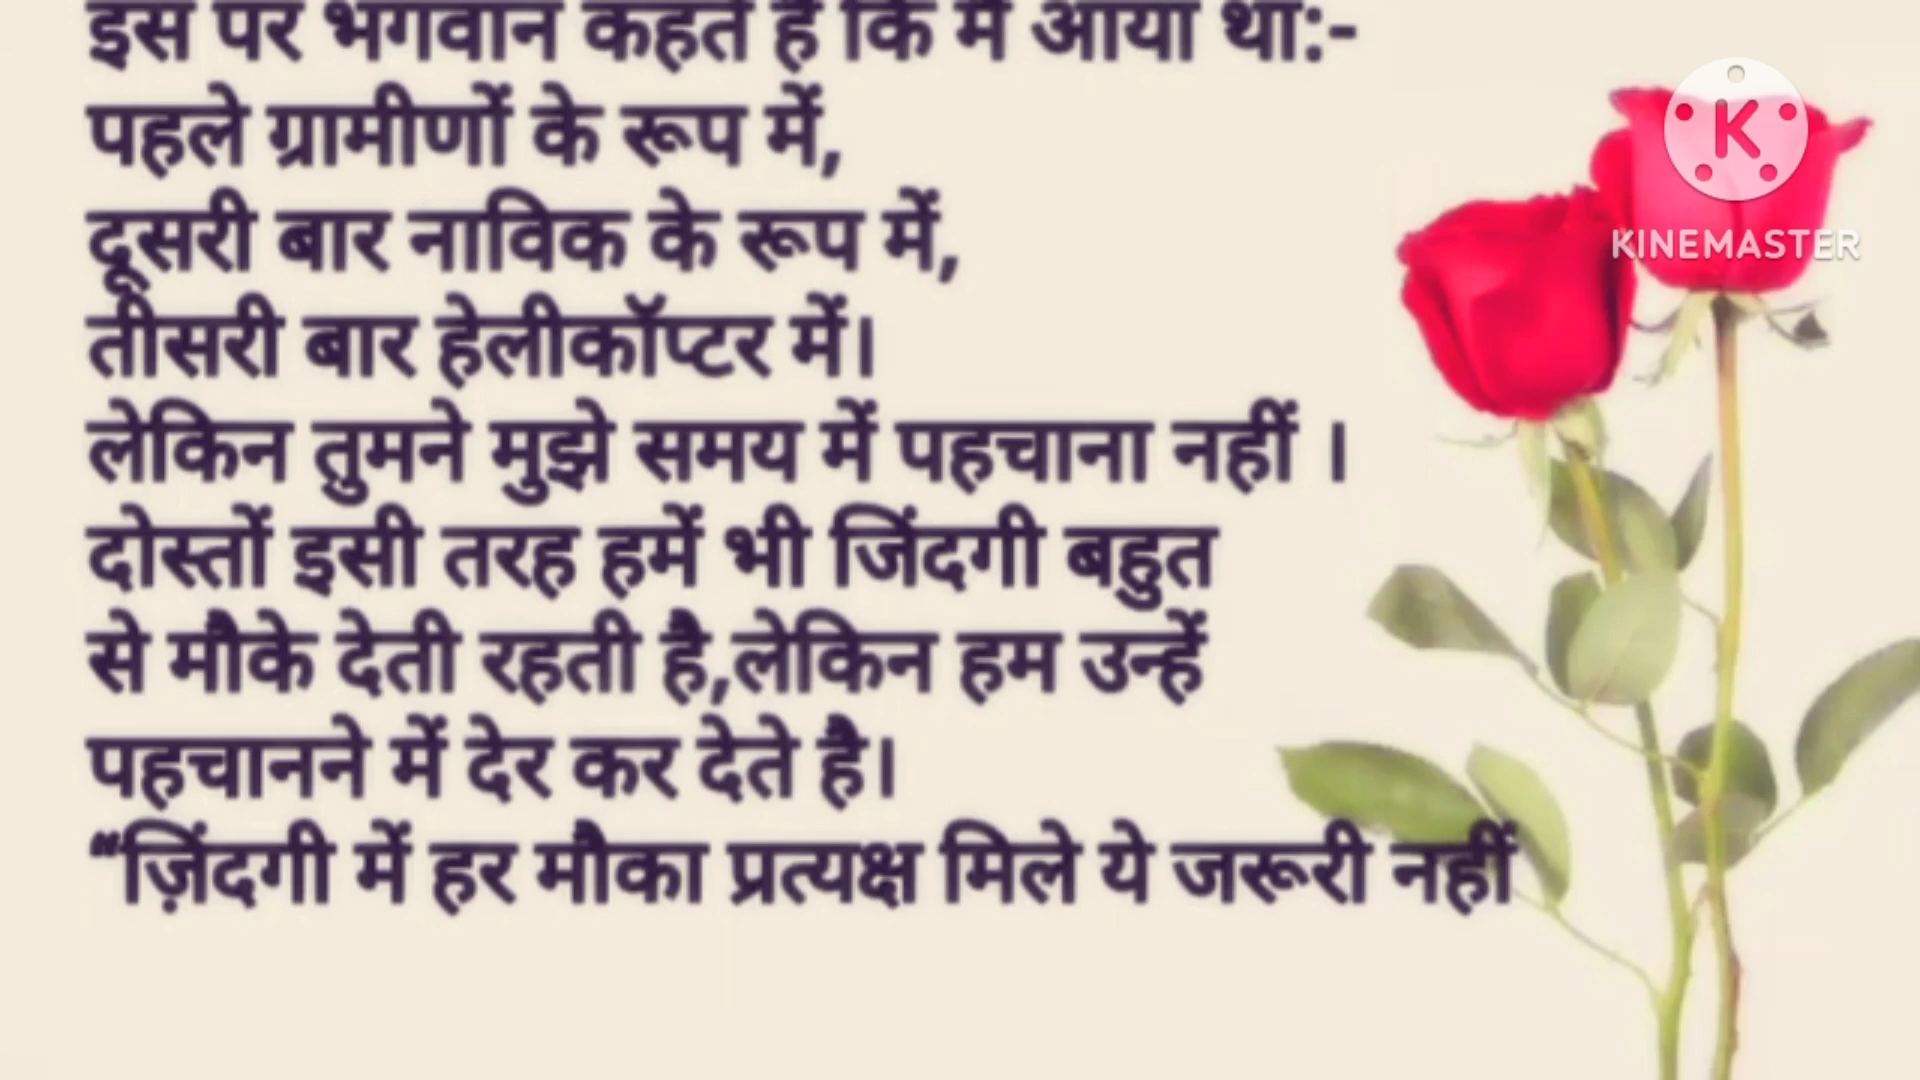 इस पर भगवान कहते है कि मैं आया था:-
पहले ग्रामीणों के रूप में,
दूसरी बार नाविक के रूप में,
तीसरी बार हेलीकॉप्टर में।
लेकिन तुमने मुझे समय में पहचाना नहीं ।
दोस्तों इसी तरह हमें भी जिंदगी बहुत
से मौके देती रहती है,लेकिन हम उन्हें
पहचानने में देर कर देते है।
“ज़िंदगी में हर मौका प्रत्यक्ष मिले ये जरूरी नहीं
K
KINEMASTER